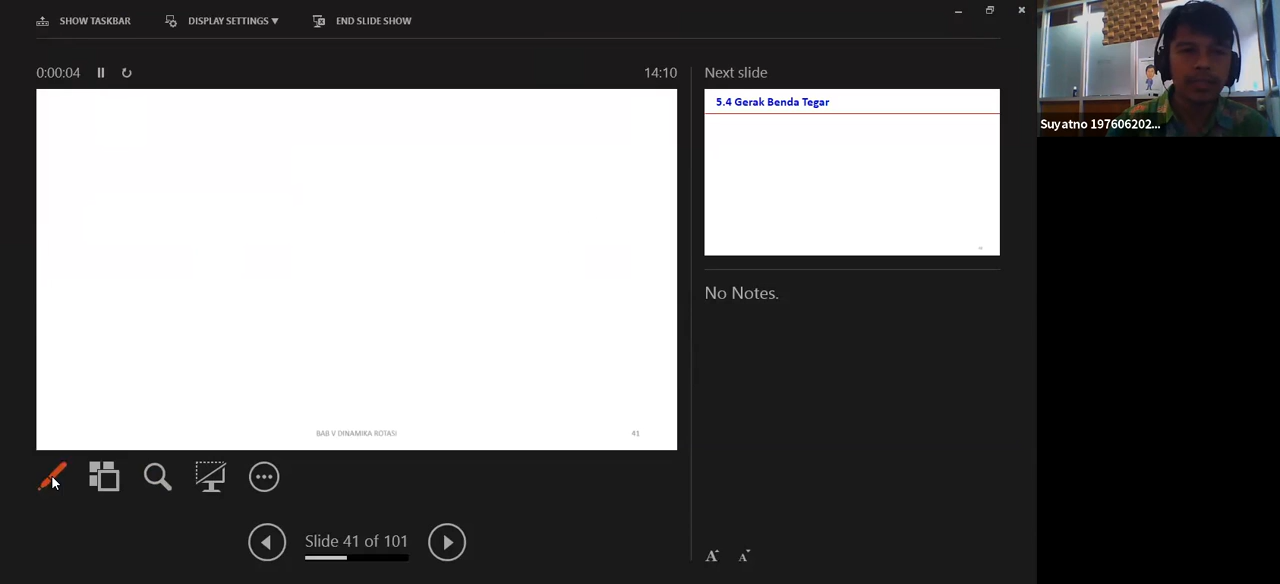 SHOW TASKBAR DISPLAY SETTINGS ▼ END SLIDE SHOW
0:00:04 14:10
BAB V DINAMIKA ROTASI 41
Slide 41 of 101
Next slide
5.4 Gerak Benda Tegar
No Notes.
A A
Suyatno 197606202...